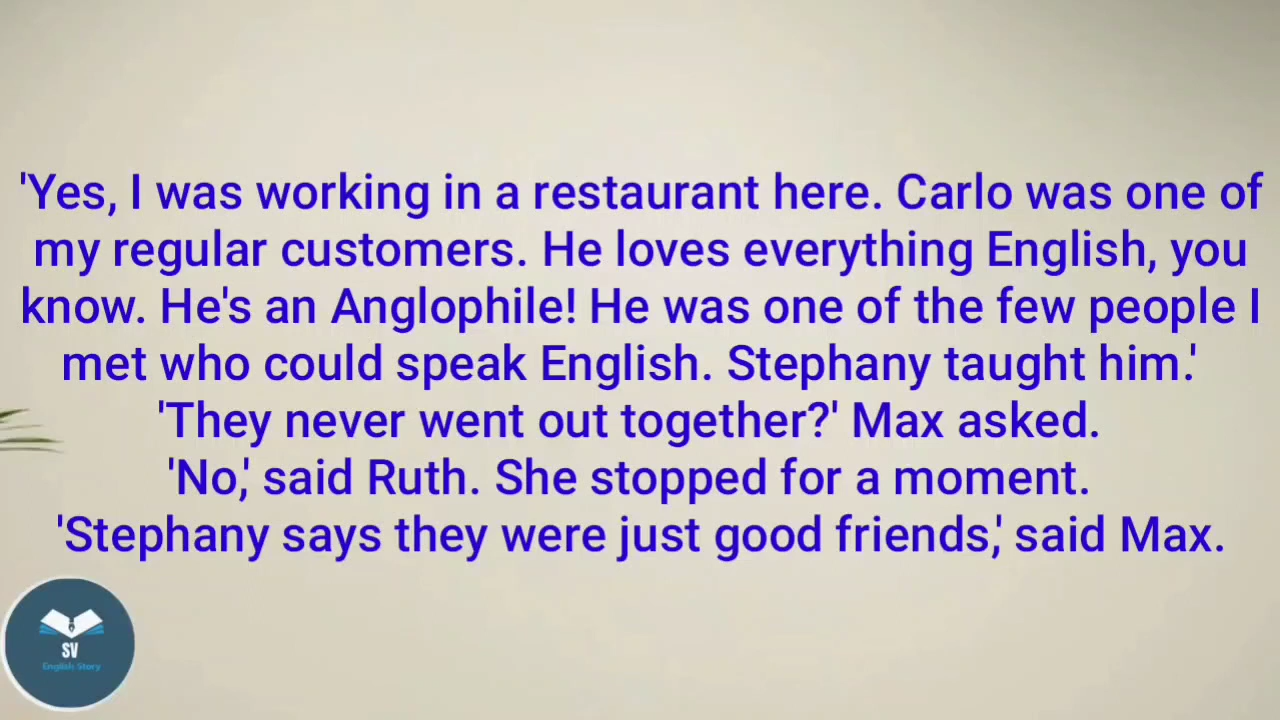 'Yes, I was working in a restaurant here. Carlo was one of
my regular customers. He loves everything English, you
know. He's an Anglophile! He was one of the few people I
met who could speak English. Stephany taught him.'
'They never went out together?' Max asked.
'No,' said Ruth. She stopped for a moment.
'Stephany says they were just good friends,' said Max.
SV
English Story